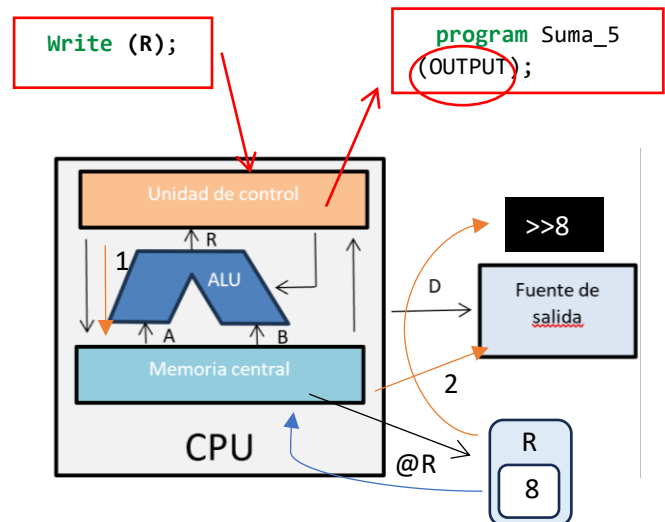 Write (R);
program Suma_5
(OUTPUT);
Unidad de control
R
1
ALU
A
B
Memoria central
CPU
>>8
D
Fuente de
salida
2
@R
R
8